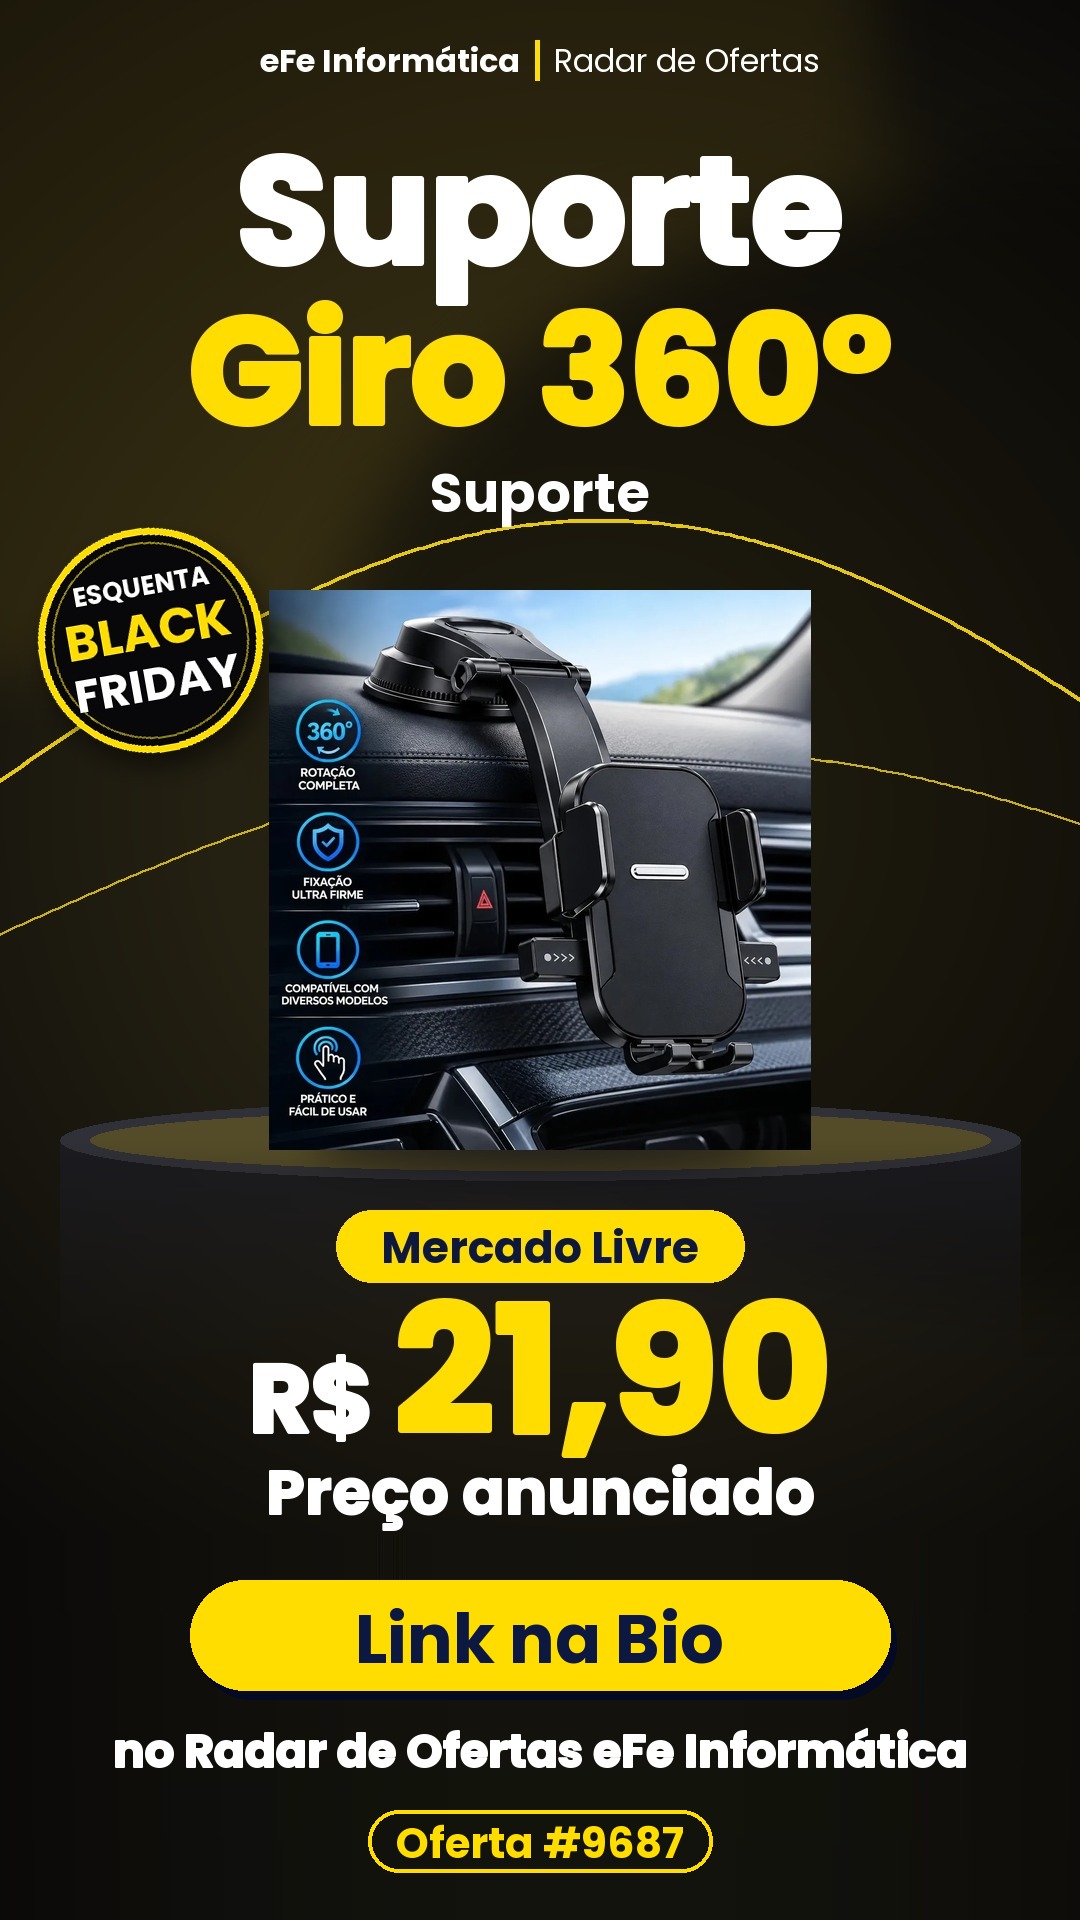 eFe Informática | Radar de Ofertas
Suporte
Giro 360º
Suporte
ESQUENTA
BLACK
FRIDAY
360°
ROTAÇÃO
COMPLETA
FIXAÇÃO
ULTRA FIRME
COMPATÍVEL COM
DIVERSOS MODELOS
PRÁTICO E
FÁCIL DE USAR
Mercado Livre
R$ 21,90
Preço anunciado
Link na Bio
no Radar de Ofertas eFe Informática
Oferta #9687